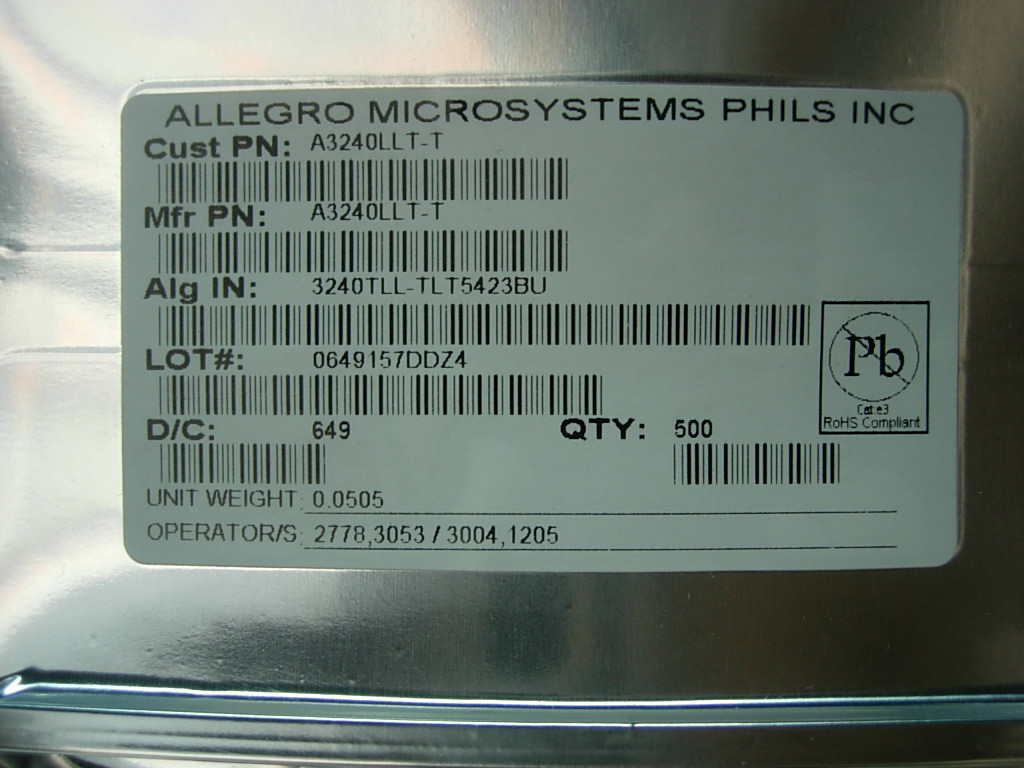 ALLEGRO MICROSYSTEMS PHILS INC
Cust PN: A3240LLT-T
Mfr PN: A3240LLT-T
Alg IN: 3240TLL-TLT5423BU
LOT#: 0649157DDZ4
Pb
Cat e3
RoHS Compliant
D/C: 649 QTY: 500
UNIT WEIGHT: 0.0505
OPERATOR/S: 2778,3053 / 3004,1205